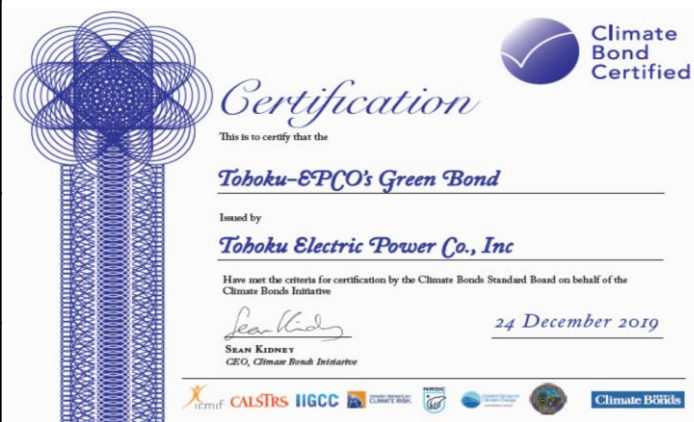 Climate
Bond
Certified
Certification
This is to certify that the
Tohoku-EPCO's Green Bond
Issued by
Tohoku Electric Power Co., Inc
Have met the criteria for certification by the Climate Bonds Standard Board on behalf of the
Climate Bonds Initiative
Sean Kidney
24 December 2019
SEAN KIDNEY
CEO, Climate Bonds Initiative
icmif CALSTRS IIGCC CLIMATE RISK. NRDC Climate Bonds